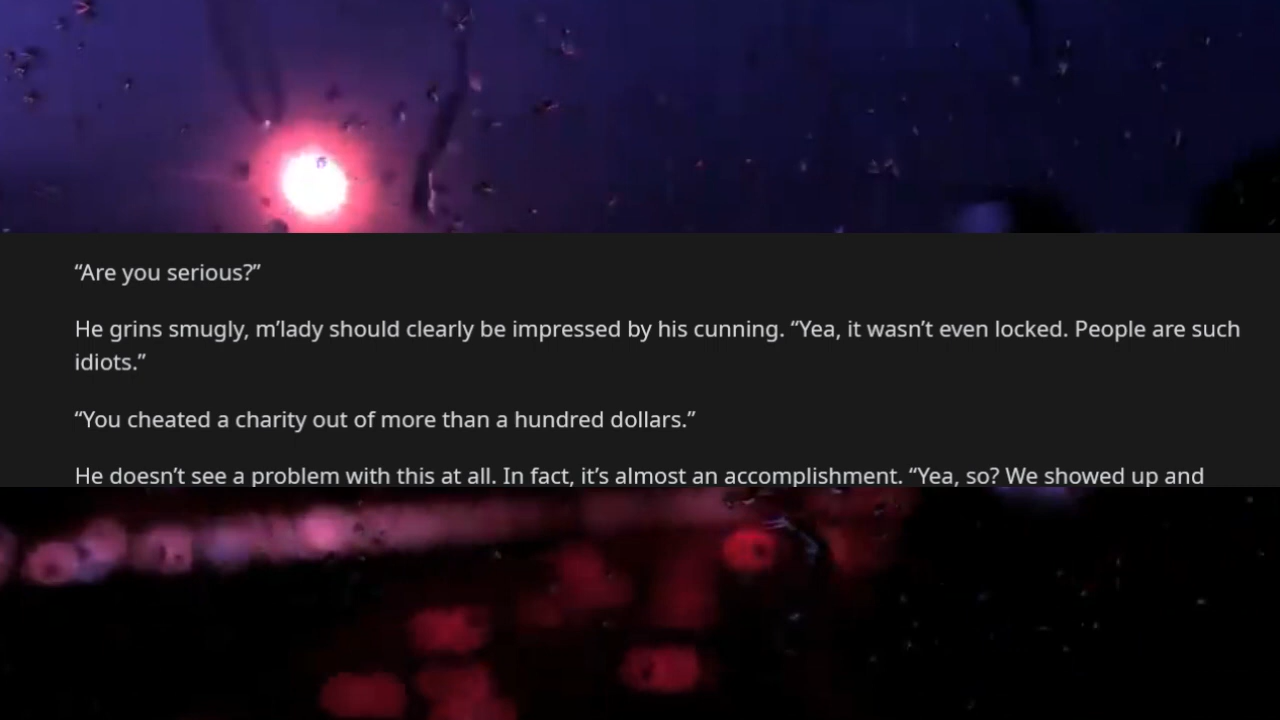 “Are you serious?”
He grins smugly, m’lady should clearly be impressed by his cunning. “Yea, it wasn’t even locked. People are such
idiots.”
“You cheated a charity out of more than a hundred dollars.”
He doesn’t see a problem with this at all. In fact, it’s almost an accomplishment. “Yea, so? We showed up and